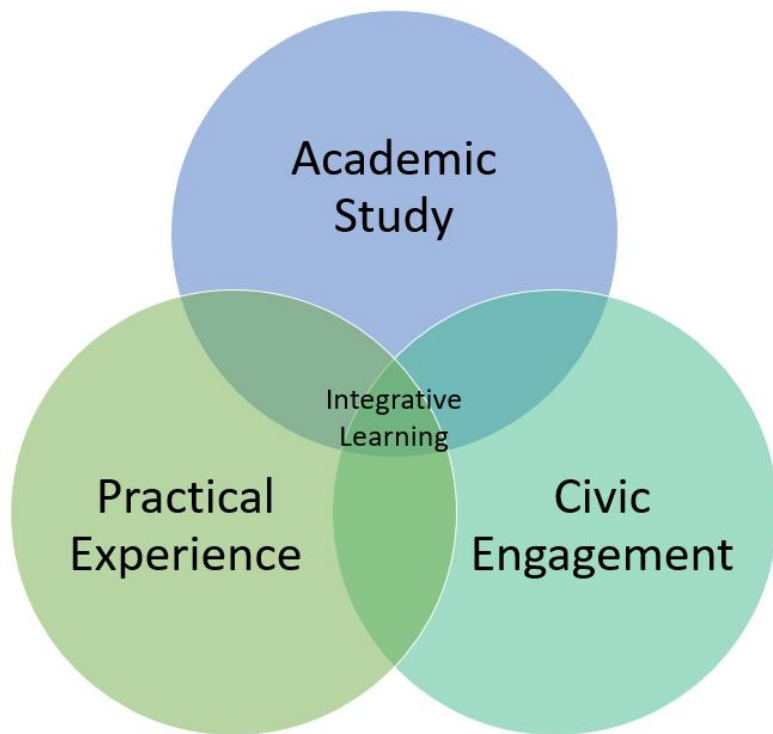 Academic
Study
Integrative
Learning
Practical
Experience
Civic
Engagement